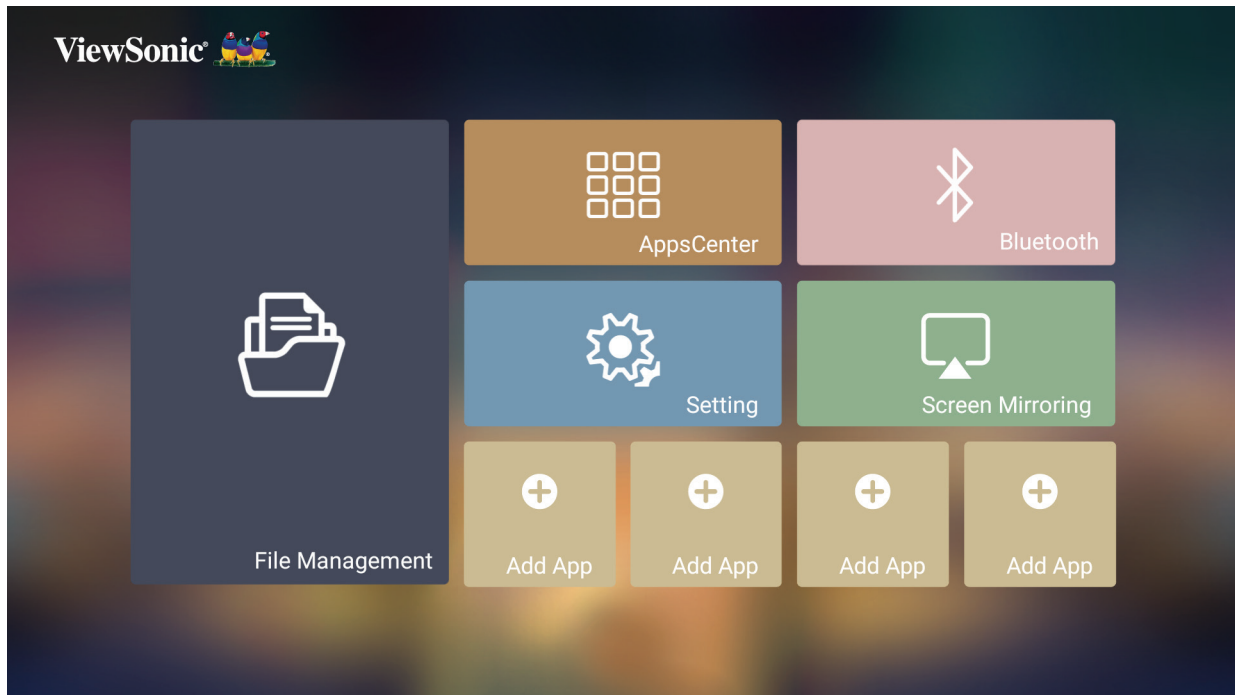 ViewSonic®
AppsCenter
Bluetooth
Setting
Screen Mirroring
File Management
Add App
Add App
Add App
Add App